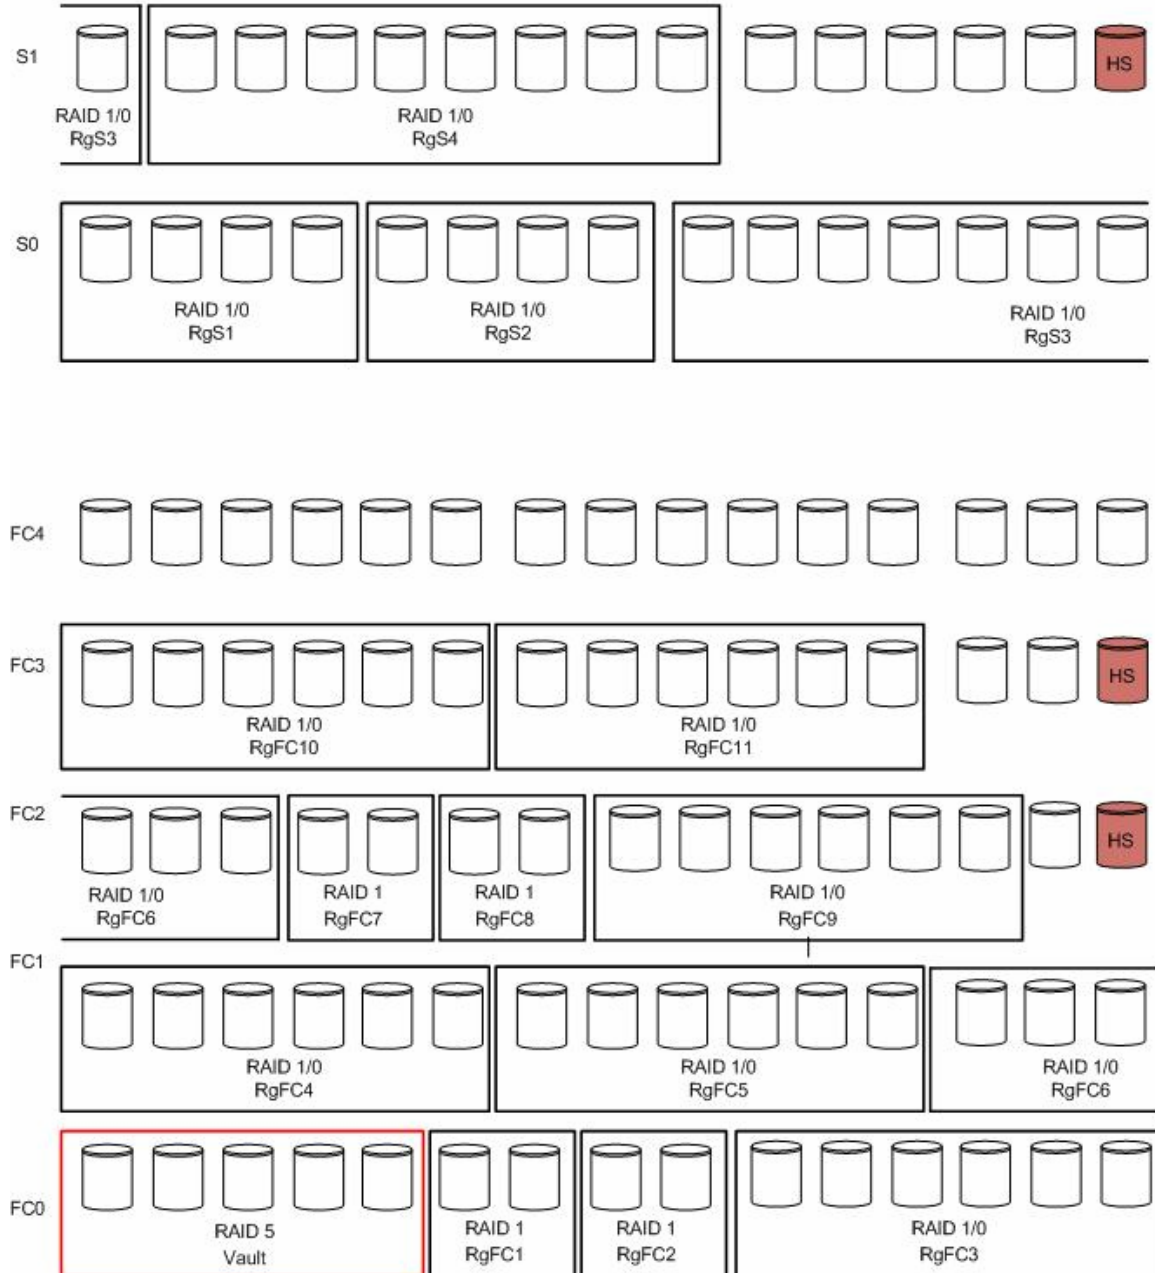 S1
HS
RAID 1/0
RgS3
RAID 1/0
RgS4
S0
RAID 1/0
RgS1
RAID 1/0
RgS2
RAID 1/0
RgS3
FC4
FC3
HS
RAID 1/0
RgFC10
RAID 1/0
RgFC11
FC2
HS
RAID 1/0
RgFC6
RAID 1
RgFC7
RAID 1
RgFC8
RAID 1/0
RgFC9
FC1
RAID 1/0
RgFC4
RAID 1/0
RgFC5
RAID 1/0
RgFC6
FC0
RAID 5
Vault
RAID 1
RgFC1
RAID 1
RgFC2
RAID 1/0
RgFC3